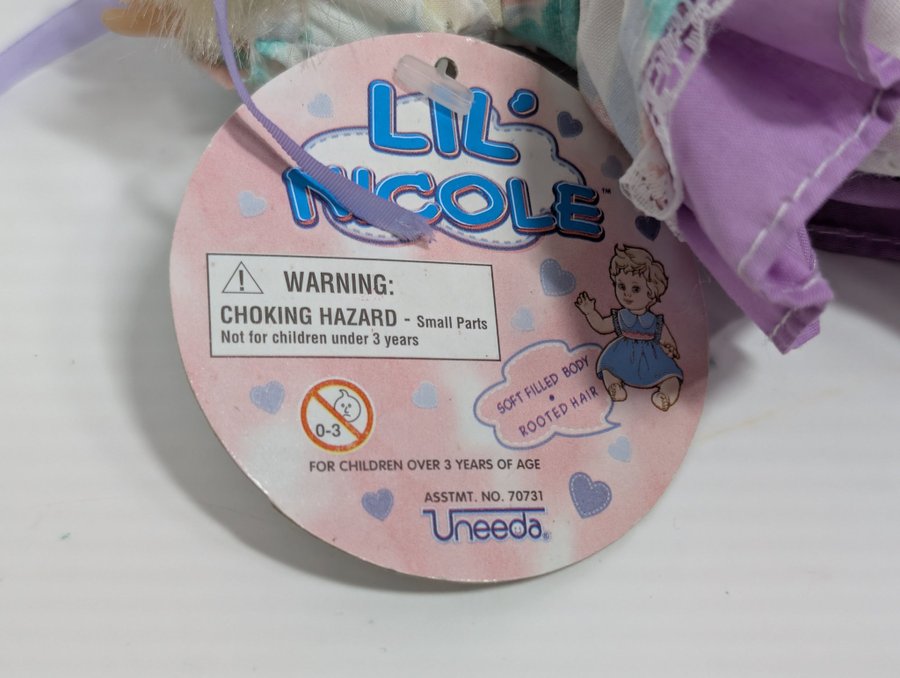 LIL'
NICOLE™
WARNING:
CHOKING HAZARD - Small Parts
Not for children under 3 years
SOFT FILLED BODY
•
ROOTED HAIR
0-3
FOR CHILDREN OVER 3 YEARS OF AGE
ASSTMT. NO. 70731
Uneeda®